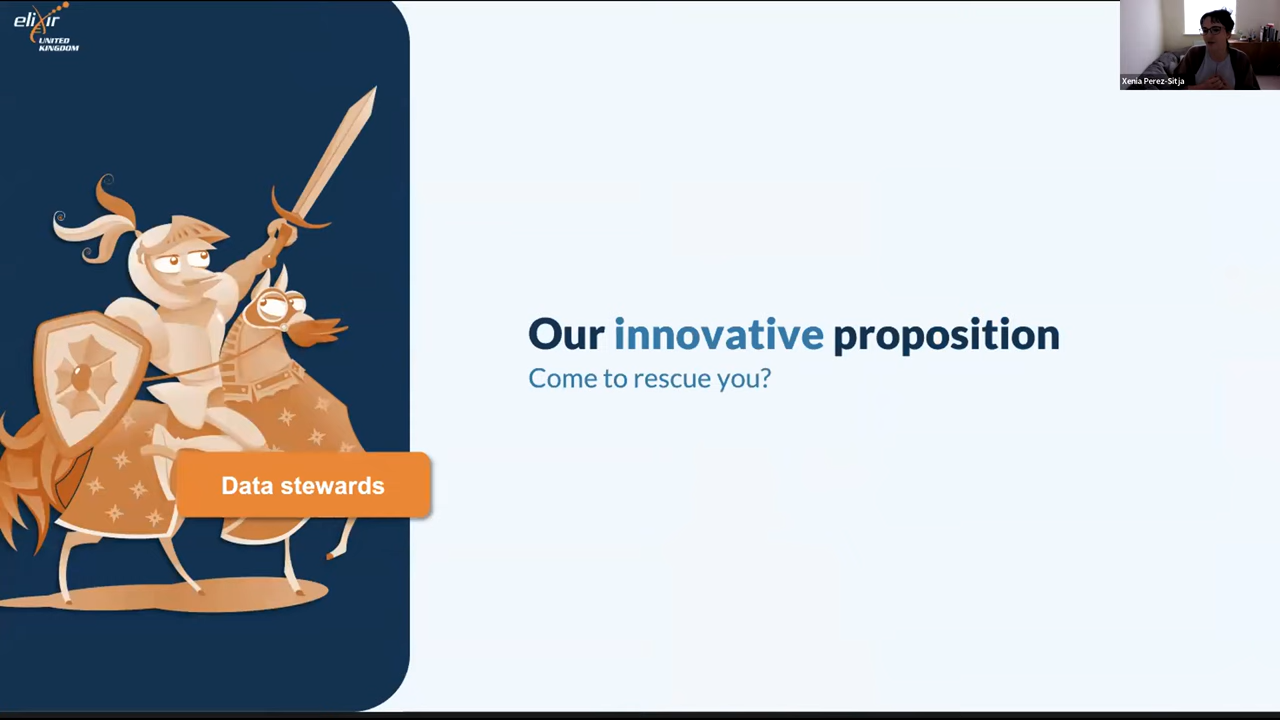 elixir
UNITED
KINGDOM
Xenia Perez-Sitja
Our innovative proposition
Come to rescue you?
Data stewards